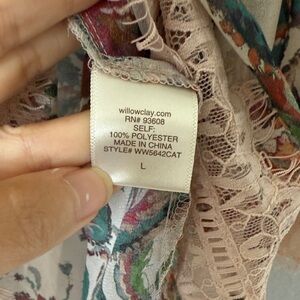 willowclay.com
RN# 93608
SELF:
100% POLYESTER
MADE IN CHINA
STYLE# WW5642CAT
L